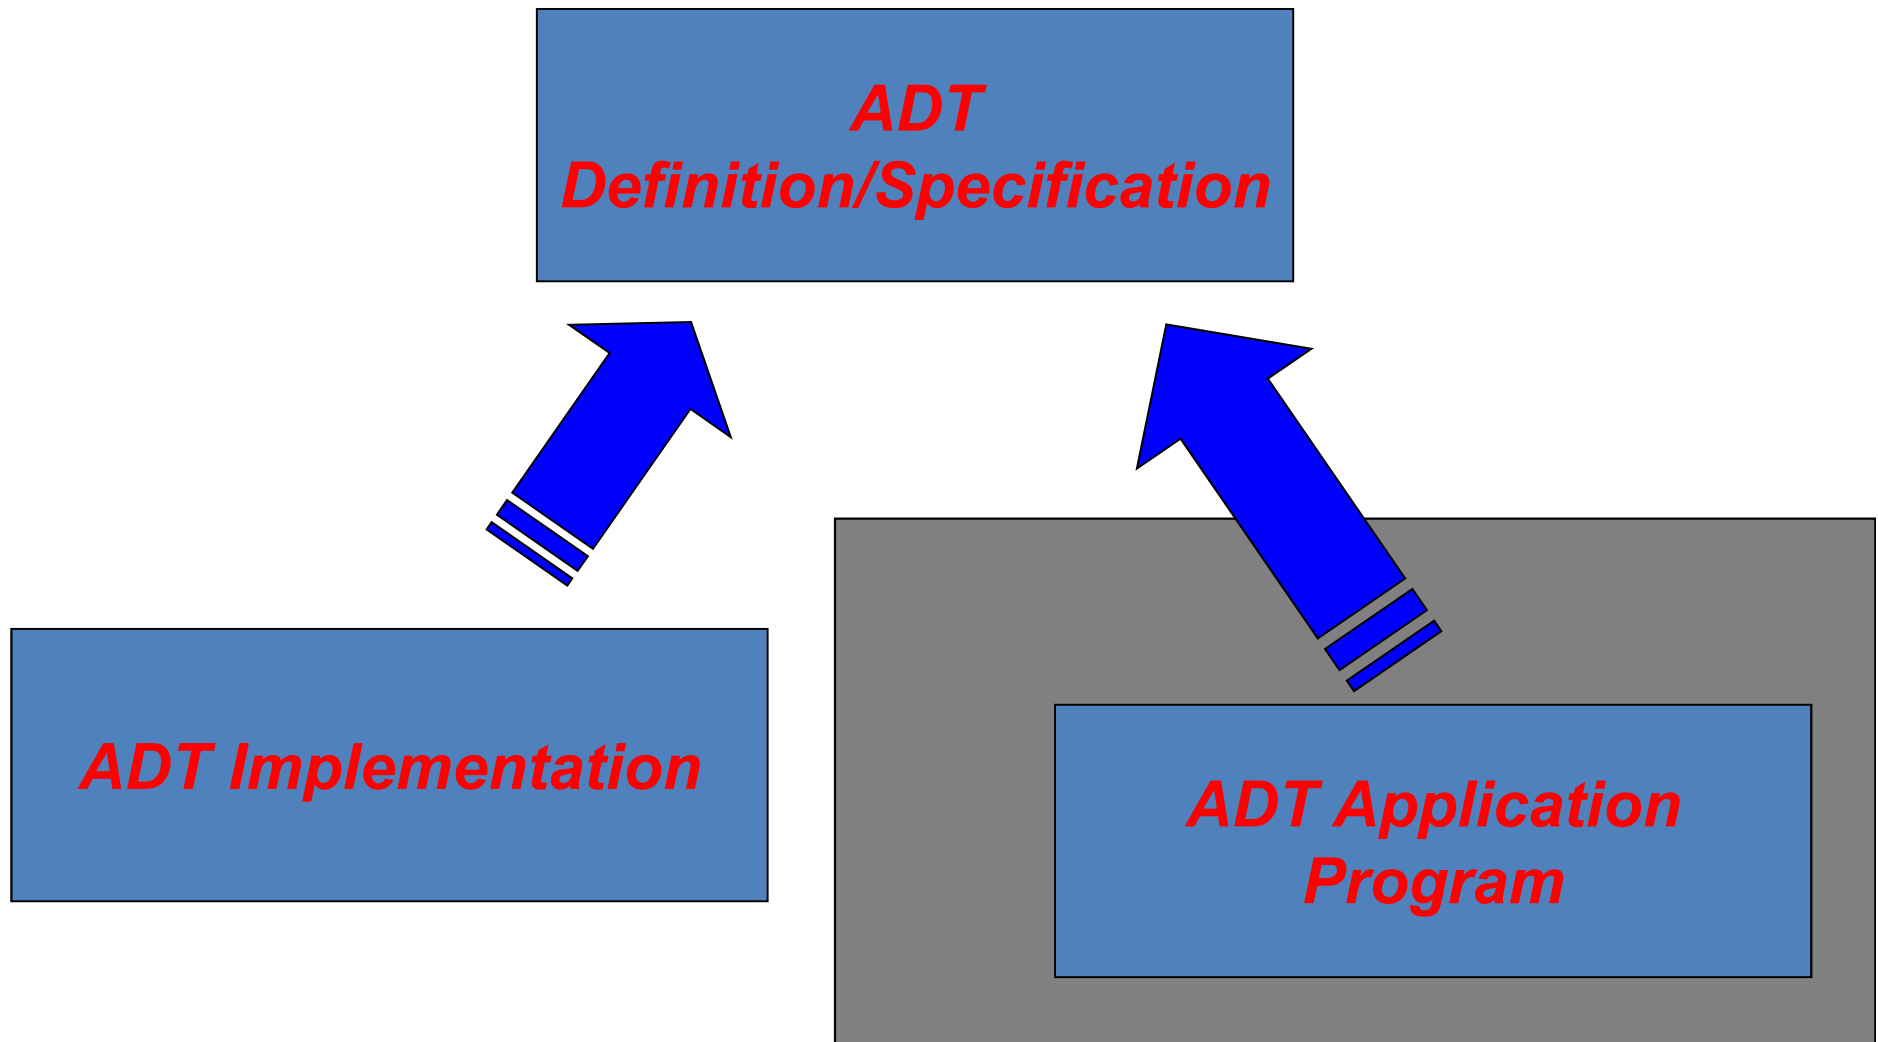 ADT
Definition/Specification
ADT Implementation
ADT Application
Program